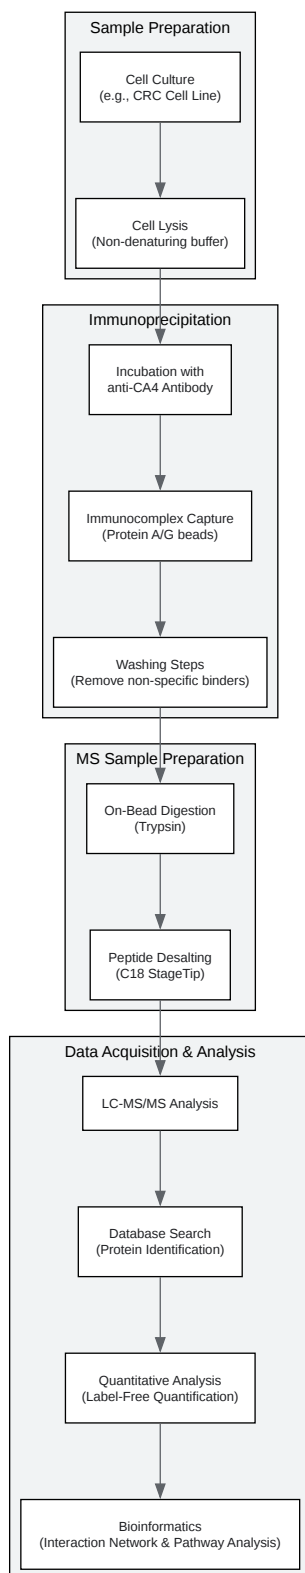 Sample Preparation
Cell Culture
(e.g., CRC Cell Line)
Cell Lysis
(Non-denaturing buffer)
Immunoprecipitation
Incubation with
anti-CA4 Antibody
Immunocomplex Capture
(Protein A/G beads)
Washing Steps
(Remove non-specific binders)
MS Sample Preparation
On-Bead Digestion
(Trypsin)
Peptide Desalting
(C18 StageTip)
Data Acquisition & Analysis
LC-MS/MS Analysis
Database Search
(Protein Identification)
Quantitative Analysis
(Label-Free Quantification)
Bioinformatics
(Interaction Network & Pathway Analysis)